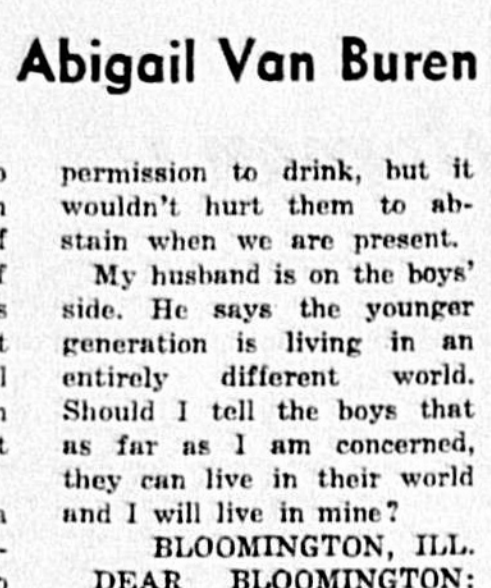 Abigail Van Buren
permission to drink, but it
wouldn't hurt them to ab-
stain when we are present.
My husband is on the boys'
side. He says the younger
generation is living in an
entirely different world.
Should I tell the boys that
as far as I am concerned,
they can live in their world
and I will live in mine?
BLOOMINGTON, ILL.
DEAR BLOOMINGTON: